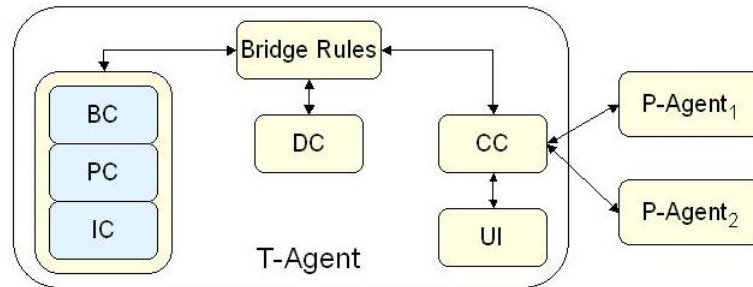 Bridge Rules
BC
PC
IC
DC
CC
UI
T-Agent
P-Agent₁
P-Agent₂